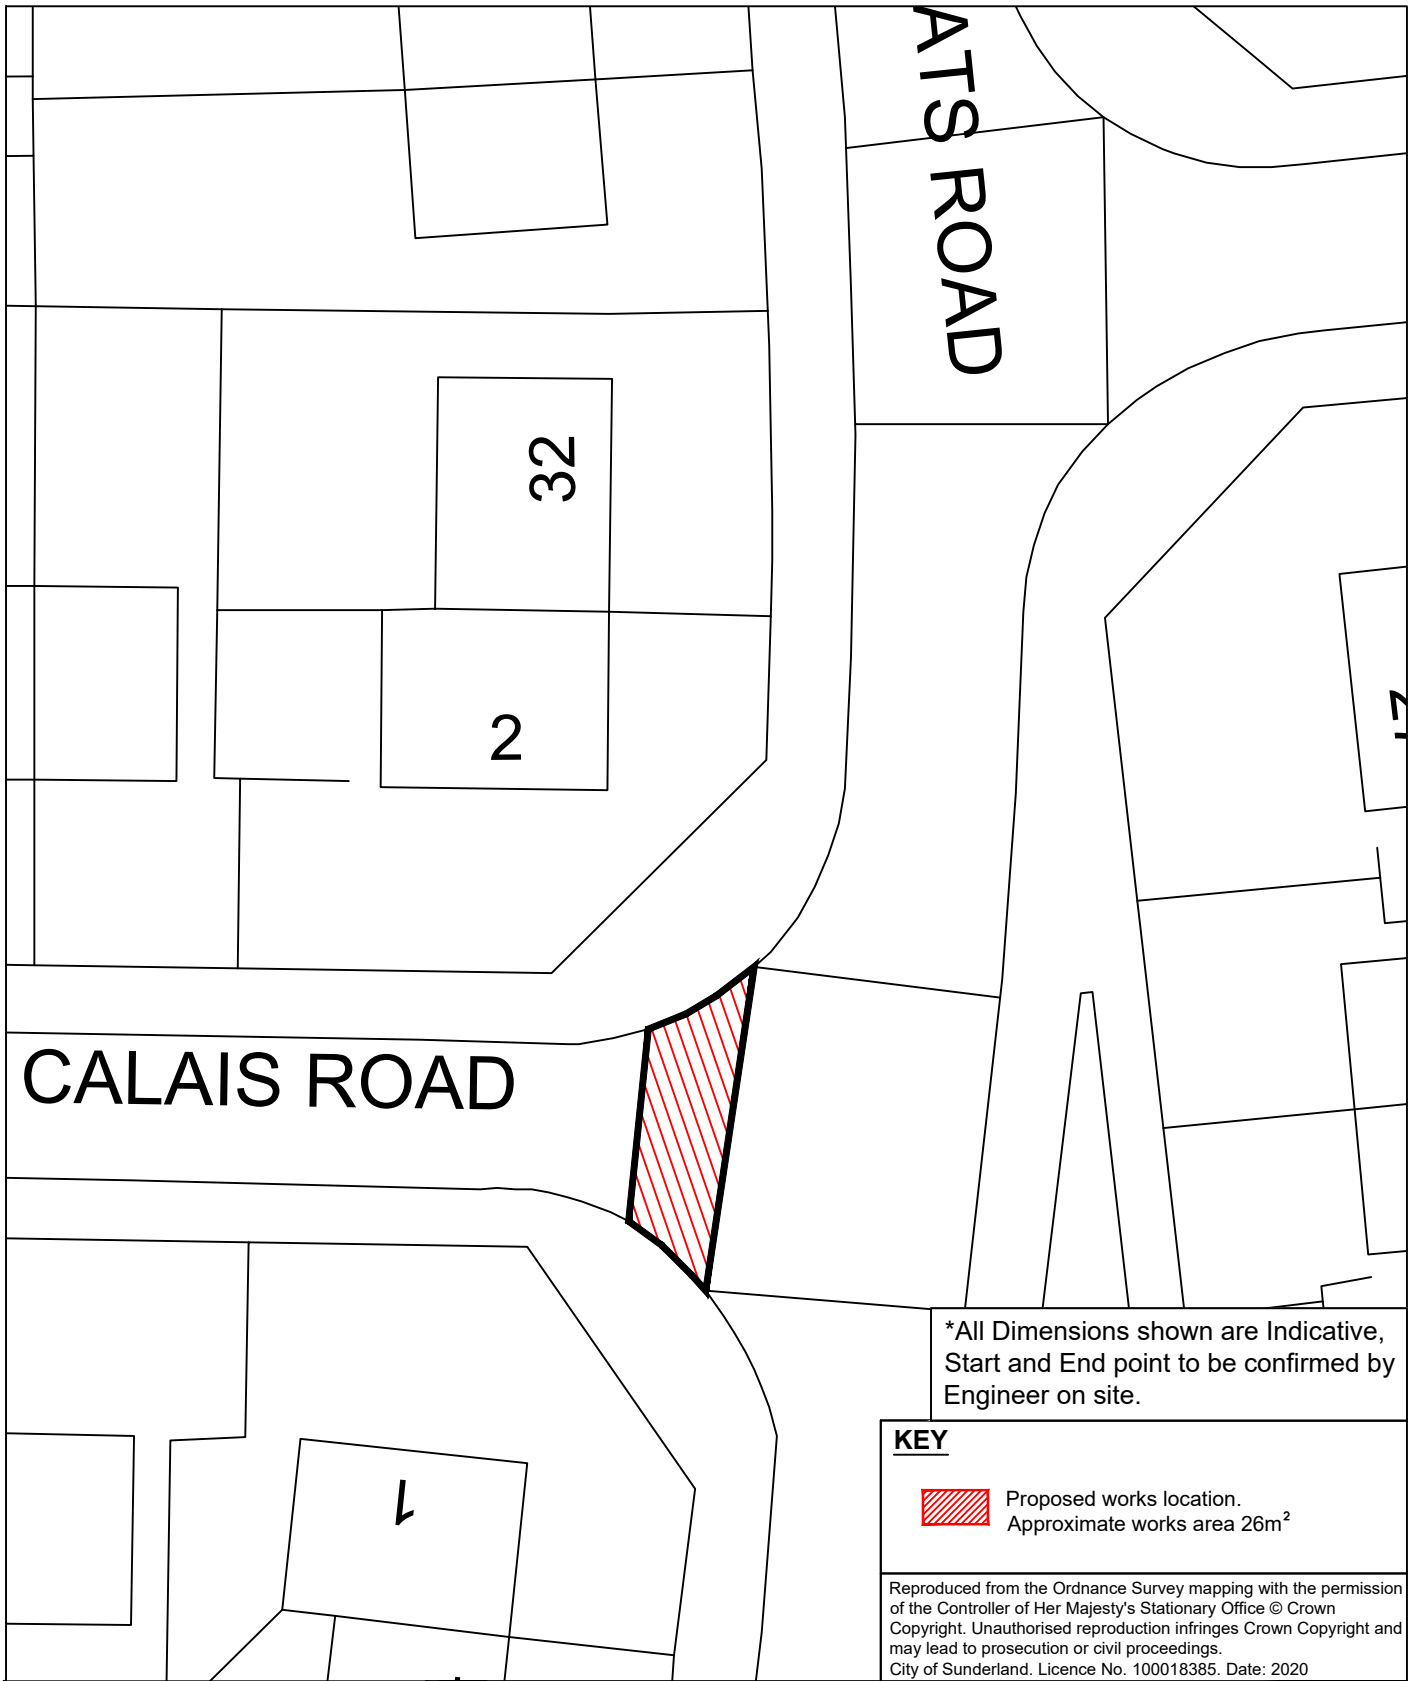 ATS ROAD
32
2
CALAIS ROAD
*All Dimensions shown are Indicative,
Start and End point to be confirmed by
Engineer on site.
KEY
Proposed works location.
Approximate works area 26m²
1
Reproduced from the Ordnance Survey mapping with the permission
of the Controller of Her Majesty's Stationary Office © Crown
Copyright. Unauthorised reproduction infringes Crown Copyright and
may lead to prosecution or civil proceedings.
City of Sunderland. Licence No. 100018385. Date: 2020